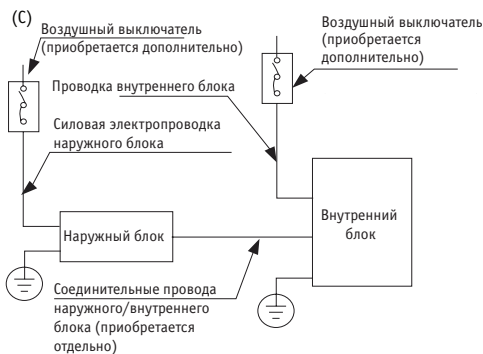 (C)
Воздушный выключатель
(приобретается дополнительно)
Воздушный выключатель
(приобретается
дополнительно)
Проводка внутреннего блока
Силовая электропроводка
наружного блока
Наружный блок
Внутренний
блок
Соединительные провода
наружного/внутреннего
блока (приобретается
отдельно)